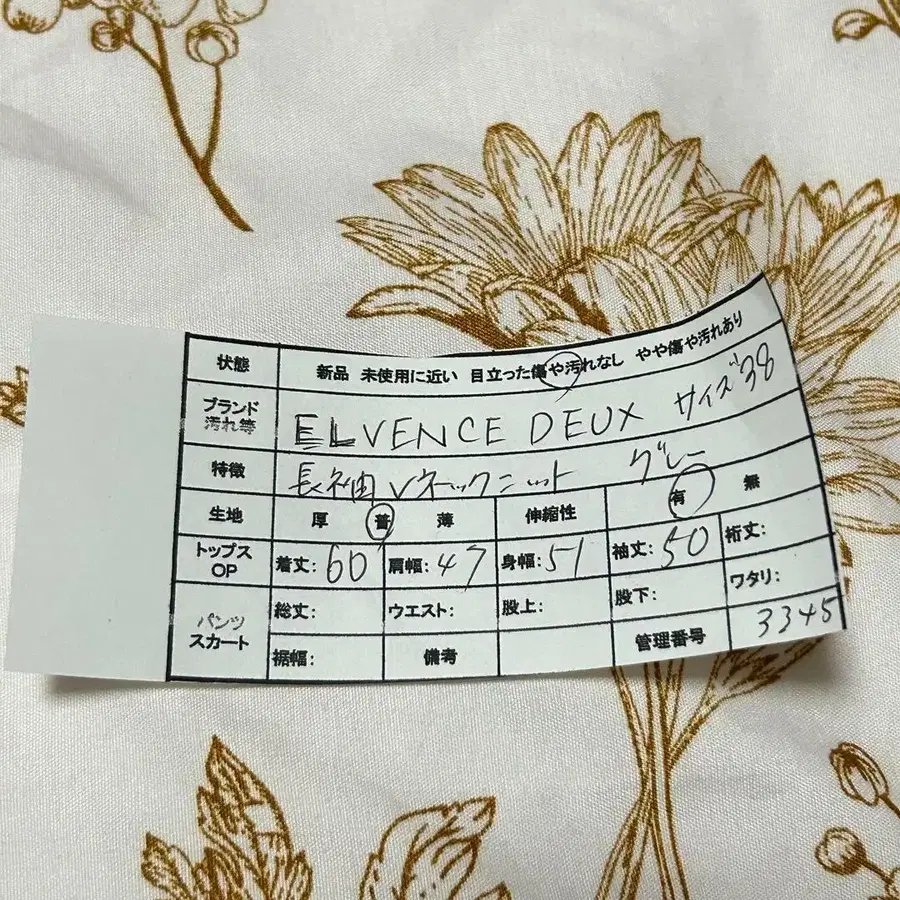 状態 新品 未使用に近い 目立った傷や汚れなし やや傷や汚れあり
ブランド 汚れ等 ELVENCE DEUX サイズ38
特徴 長袖Vネックニット グレー
生地 厚 普 薄 伸縮性 有 無
トップス OP 着丈:60 肩幅:47 身幅:51 袖丈:50 裄丈:
パンツ スカート 総丈: ウエスト: 股上: 股下: ワタリ:
裾幅: 備考 管理番号 3345